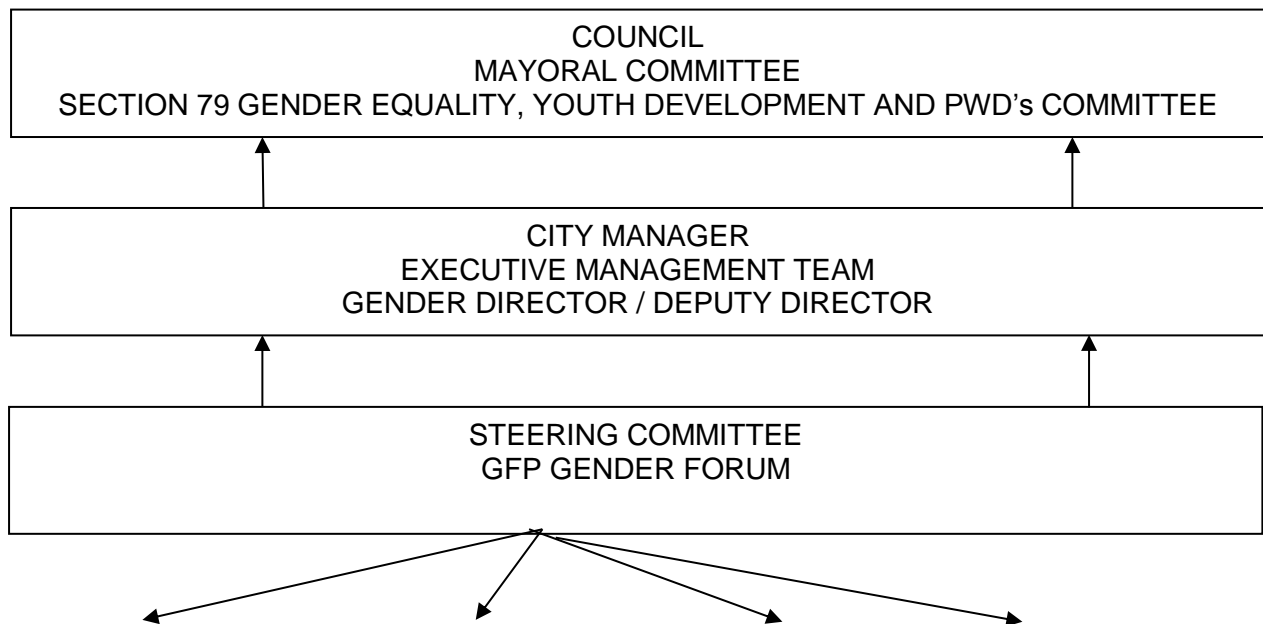 COUNCIL
MAYORAL COMMITTEE
SECTION 79 GENDER EQUALITY, YOUTH DEVELOPMENT AND PWD's COMMITTEE
CITY MANAGER
EXECUTIVE MANAGEMENT TEAM
GENDER DIRECTOR / DEPUTY DIRECTOR
STEERING COMMITTEE
GFP GENDER FORUM